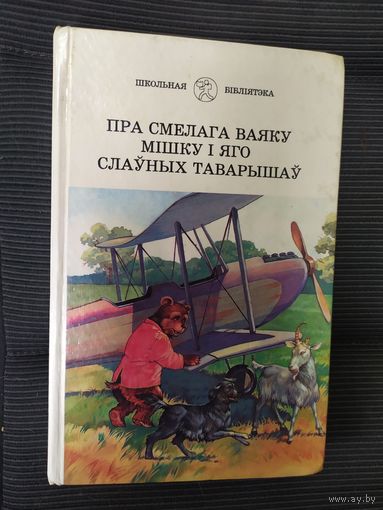 ШКОЛЬНАЯ БІБЛІЯТЭКА
ПРА СМЕЛАГА ВАЯКУ
МІШКУ І ЯГО
СЛАЎНЫХ ТАВАРЫШАЎ
www.ay.by